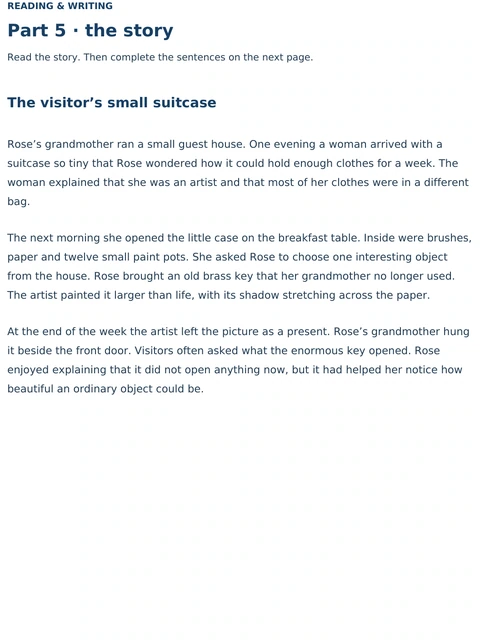 READING & WRITING
Part 5 · the story
Read the story. Then complete the sentences on the next page.
The visitor’s small suitcase
Rose’s grandmother ran a small guest house. One evening a woman arrived with a
suitcase so tiny that Rose wondered how it could hold enough clothes for a week. The
woman explained that she was an artist and that most of her clothes were in a different
bag.
The next morning she opened the little case on the breakfast table. Inside were brushes,
paper and twelve small paint pots. She asked Rose to choose one interesting object
from the house. Rose brought an old brass key that her grandmother no longer used.
The artist painted it larger than life, with its shadow stretching across the paper.
At the end of the week the artist left the picture as a present. Rose’s grandmother hung
it beside the front door. Visitors often asked what the enormous key opened. Rose
enjoyed explaining that it did not open anything now, but it had helped her notice how
beautiful an ordinary object could be.